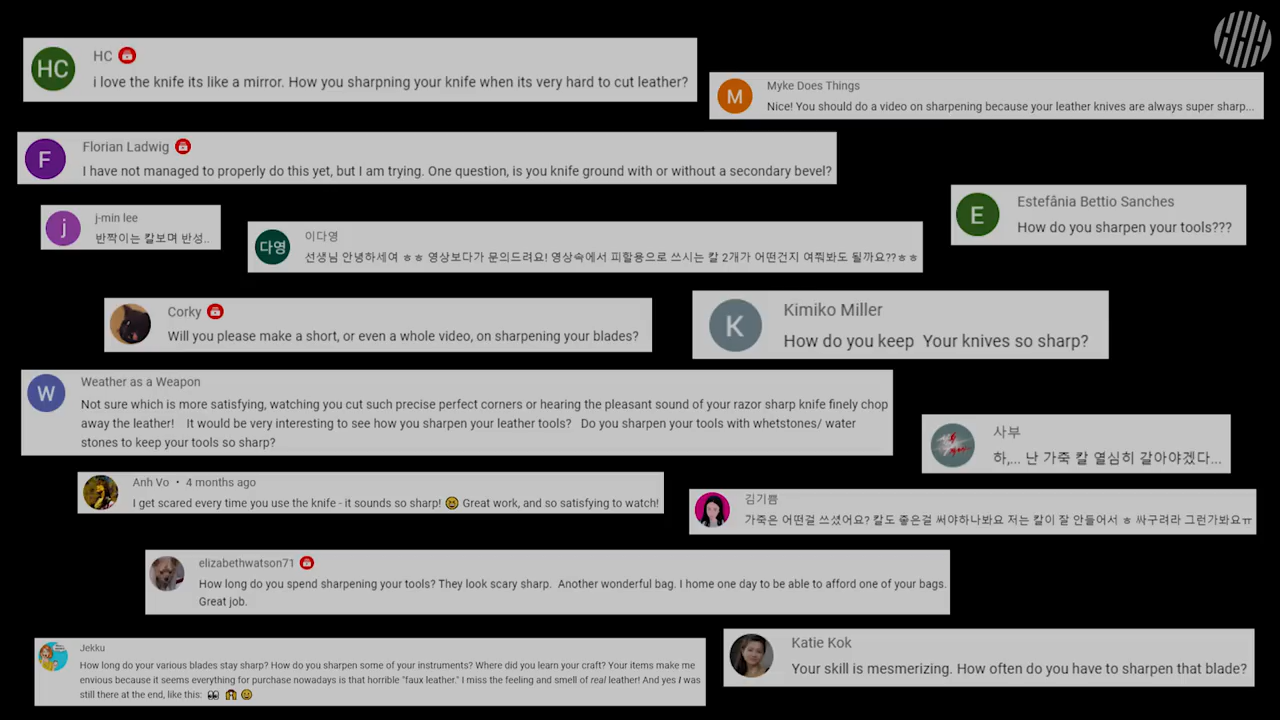 HC
HC
i love the knife its like a mirror. How you sharpning your knife when its very hard to cut leather?
M
Myke Does Things
Nice! You should do a video on sharpening because your leather knives are always super sharp...
F
Florian Ladwig
I have not managed to properly do this yet, but I am trying. One question, is you knife ground with or without a secondary bevel?
E
Estefânia Bettio Sanches
How do you sharpen your tools???
j
j-min lee
반짝이는 칼보며 반성..
다영
이다영
선생님 안녕하세여 ㅎㅎ 영상보다가 문의드려요! 영상속에서 피할용으로 쓰시는 칼 2개가 어떤건지 여쭤봐도 될까요??ㅎㅎ
Corky
Will you please make a short, or even a whole video, on sharpening your blades?
K
Kimiko Miller
How do you keep  Your knives so sharp?
W
Weather as a Weapon
Not sure which is more satisfying, watching you cut such precise perfect corners or hearing the pleasant sound of your razor sharp knife finely chop
away the leather!   It would be very interesting to see how you sharpen your leather tools?  Do you sharpen your tools with whetstones/ water
stones to keep your tools so sharp?
사부
하,... 난 가죽 칼 열심히 갈아야겠다...
Anh Vo • 4 months ago
I get scared every time you use the knife - it sounds so sharp! 😆 Great work, and so satisfying to watch!
김기쁨
가죽은 어떤걸 쓰셨어요? 칼도 좋은걸 써야하나봐요 저는 칼이 잘 안들어서 ㅎ 싸구려라 그런가봐요ㅠ
elizabethwatson71
How long do you spend sharpening your tools? They look scary sharp.  Another wonderful bag. I home one day to be able to afford one of your bags.
Great job.
Jekku
How long do your various blades stay sharp? How do you sharpen some of your instruments? Where did you learn your craft? Your items make me
envious because it seems everything for purchase nowadays is that horrible "faux leather." I miss the feeling and smell of real leather! And yes I was
still there at the end, like this:
Katie Kok
Your skill is mesmerizing. How often do you have to sharpen that blade?